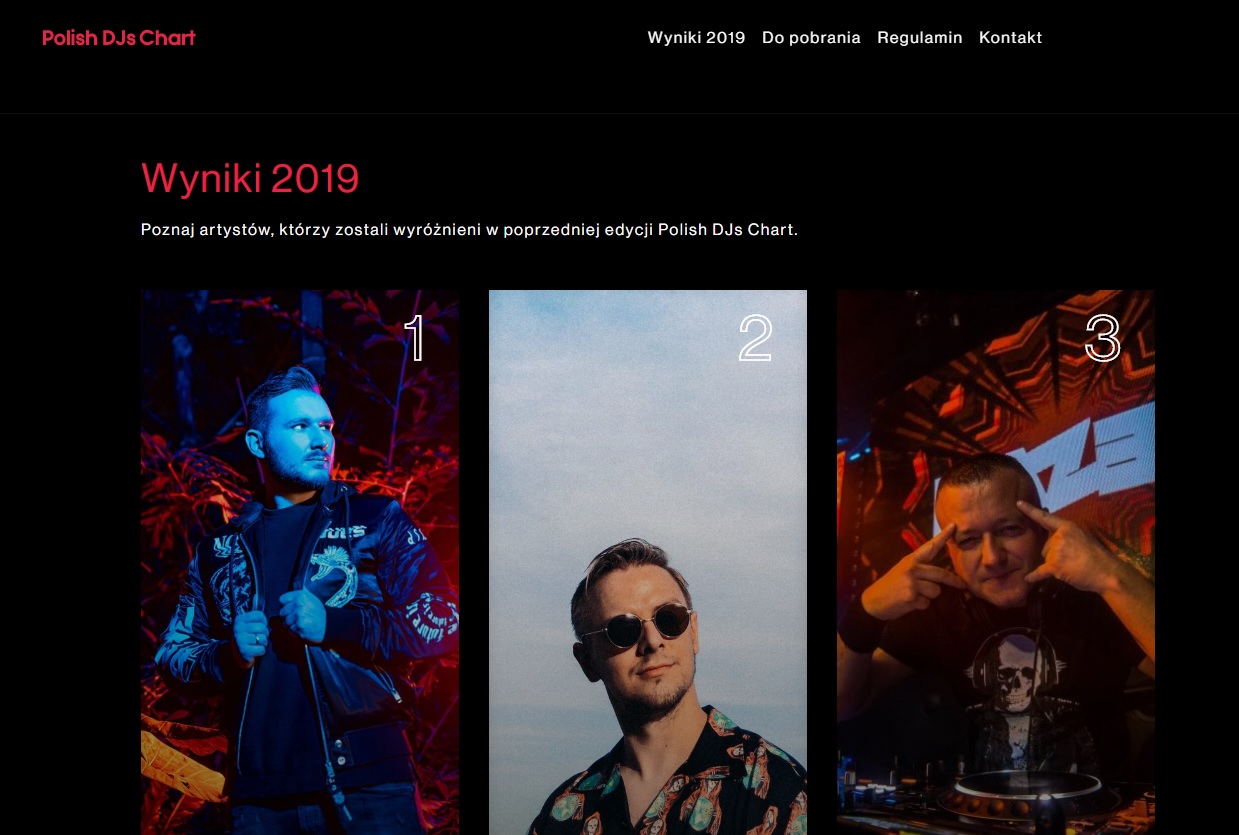 Polish DJs Chart
Wyniki 2019 Do pobrania Regulamin Kontakt
Wyniki 2019
Poznaj artystów, którzy zostali wyróżnieni w poprzedniej edycji Polish DJs Chart.
1 2 3